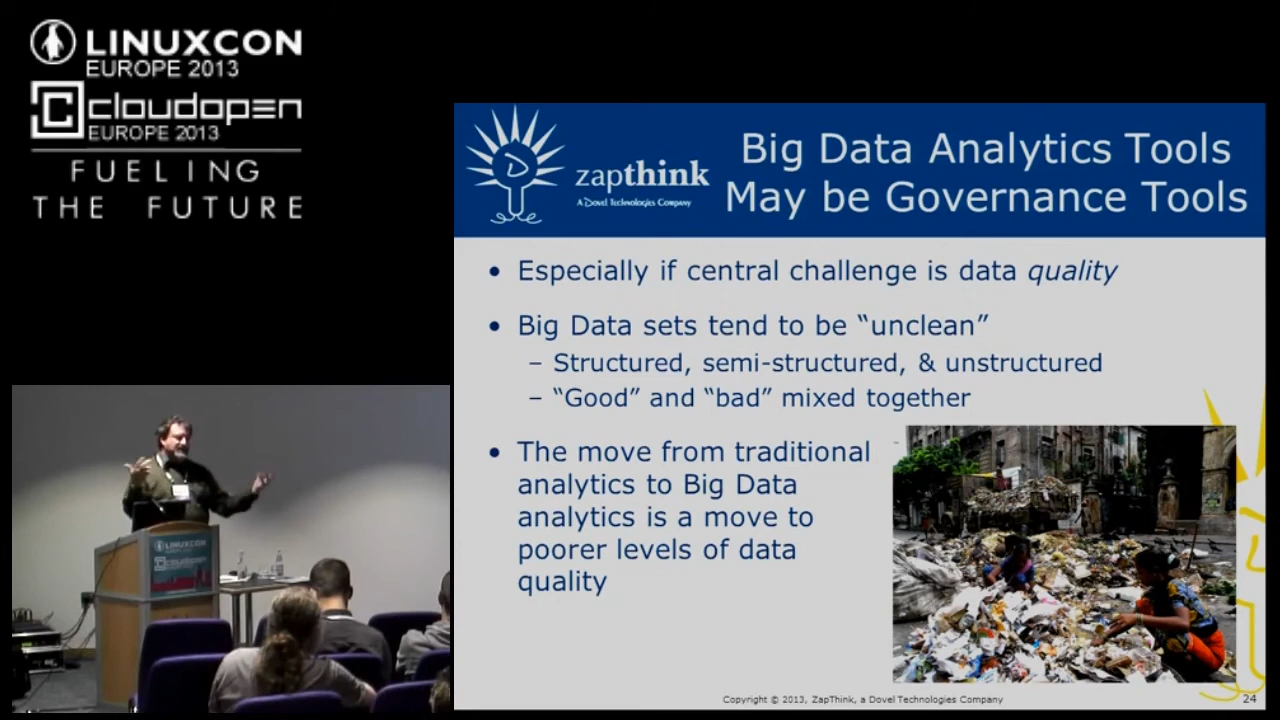 LINUXCON
EUROPE 2013
cloudopen
EUROPE 2013
FUELING
THE FUTURE
zapthink
A Dovel Technologies Company
Big Data Analytics Tools
May be Governance Tools
• Especially if central challenge is data quality
• Big Data sets tend to be “unclean”
– Structured, semi-structured, & unstructured
– “Good” and “bad” mixed together
• The move from traditional
analytics to Big Data
analytics is a move to
poorer levels of data
quality
Copyright © 2013, ZapThink, a Dovel Technologies Company
24
LINUXCON
cloudopen